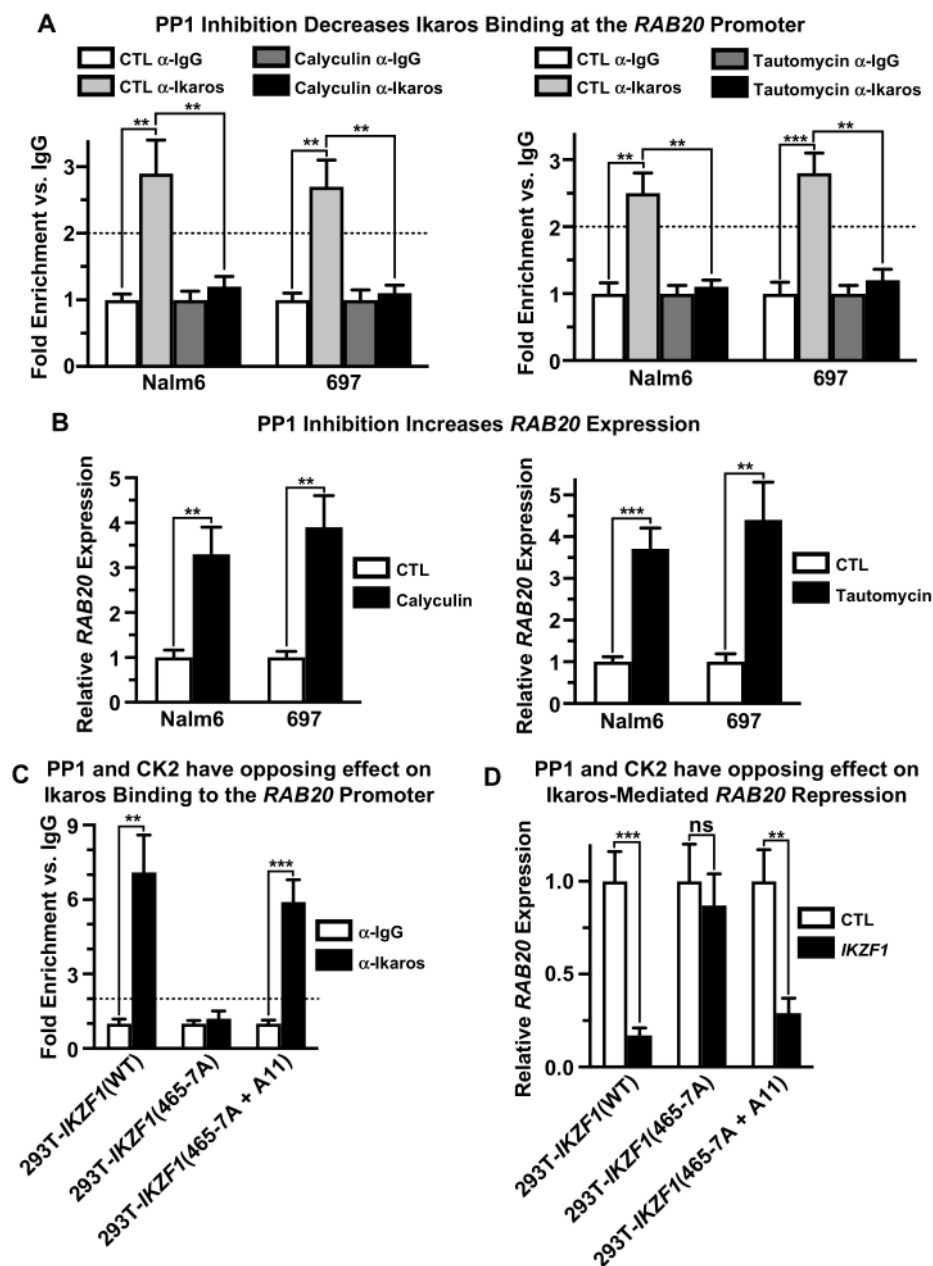 A PP1 Inhibition Decreases Ikaros Binding at the RAB20 Promoter
CTL α-IgG
CTL α-Ikaros
Calyculin α-IgG
Calyculin α-Ikaros
Fold Enrichment vs. IgG
3
2
1
0
**
**
**
**
Nalm6
697
CTL α-IgG
CTL α-Ikaros
Tautomycin α-IgG
Tautomycin α-Ikaros
Fold Enrichment vs. IgG
3
2
1
0
**
**
***
**
Nalm6
697
B PP1 Inhibition Increases RAB20 Expression
Relative RAB20 Expression
5
4
3
2
1
0
**
**
Nalm6
697
CTL
Calyculin
Relative RAB20 Expression
5
4
3
2
1
0
***
**
Nalm6
697
CTL
Tautomycin
C PP1 and CK2 have opposing effect on
Ikaros Binding to the RAB20 Promoter
Fold Enrichment vs. IgG
9
6
3
0
**
***
α-IgG
α-Ikaros
293T-IKZF1(WT)
293T-IKZF1(465-7A)
293T-IKZF1(465-7A + A11)
D PP1 and CK2 have opposing effect on
Ikaros-Mediated RAB20 Repression
Relative RAB20 Expression
1.0
0.5
0.0
***
ns
**
CTL
IKZF1
293T-IKZF1(WT)
293T-IKZF1(465-7A)
293T-IKZF1(465-7A + A11)